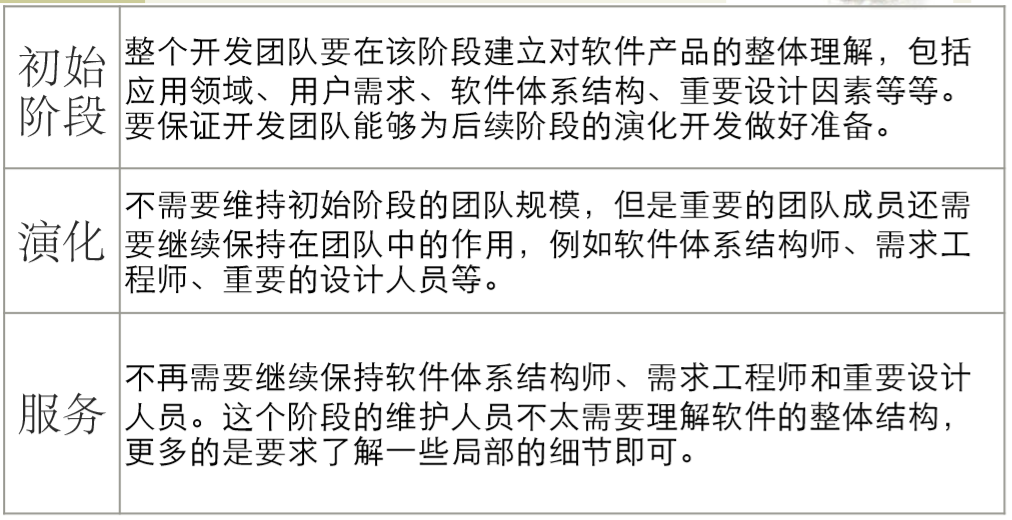 初始
阶段
整个开发团队要在该阶段建立对软件产品的整体理解，包括
应用领域、用户需求、软件体系结构、重要设计因素等等。
要保证开发团队能够为后续阶段的演化开发做好准备。
演化
不需要维持初始阶段的团队规模，但是重要的团队成员还需
要继续保持在团队中的作用，例如软件体系结构师、需求工
程师、重要的设计人员等。
服务
不再需要继续保持软件体系结构师、需求工程师和重要设计
人员。这个阶段的维护人员不太需要理解软件的整体结构，
更多的是要求了解一些局部的细节即可。